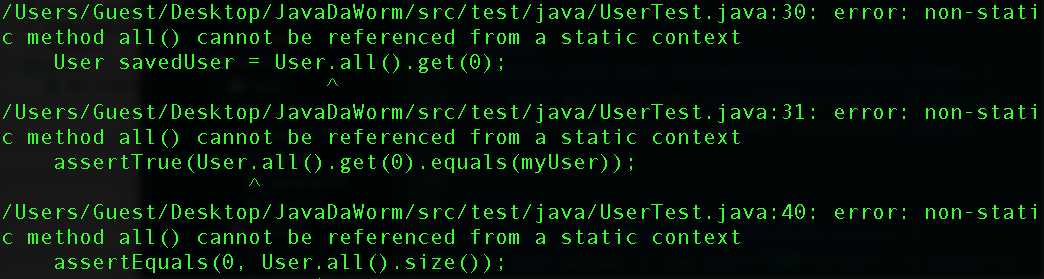 /Users/Guest/Desktop/JavaDaWorm/src/test/java/UserTest.java:30: error: non-stati
c method all() cannot be referenced from a static context
    User savedUser = User.all().get(0);
                         ^
/Users/Guest/Desktop/JavaDaWorm/src/test/java/UserTest.java:31: error: non-stati
c method all() cannot be referenced from a static context
    assertTrue(User.all().get(0).equals(myUser));
                   ^
/Users/Guest/Desktop/JavaDaWorm/src/test/java/UserTest.java:40: error: non-stati
c method all() cannot be referenced from a static context
    assertEquals(0, User.all().size());